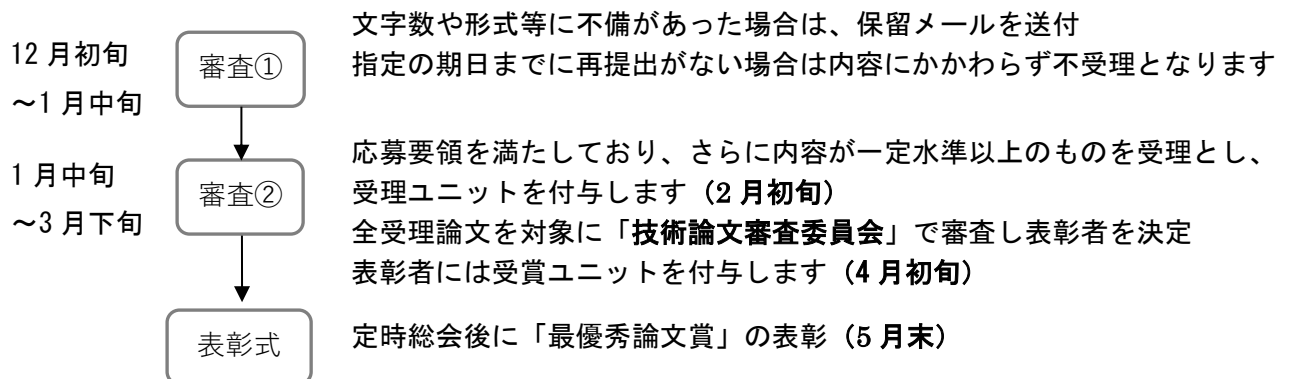 12 月初旬
～1 月中旬
審査①
文字数や形式等に不備があった場合は、保留メールを送付
指定の期日までに再提出がない場合は内容にかかわらず不受理となります
1 月中旬
～3 月下旬
審査②
応募要領を満たしており、さらに内容が一定水準以上のものを受理とし、
受理ユニットを付与します（2 月初旬）
全受理論文を対象に「技術論文審査委員会」で審査し表彰者を決定
表彰者には受賞ユニットを付与します（4 月初旬）
表彰式
定時総会後に「最優秀論文賞」の表彰（5 月末）